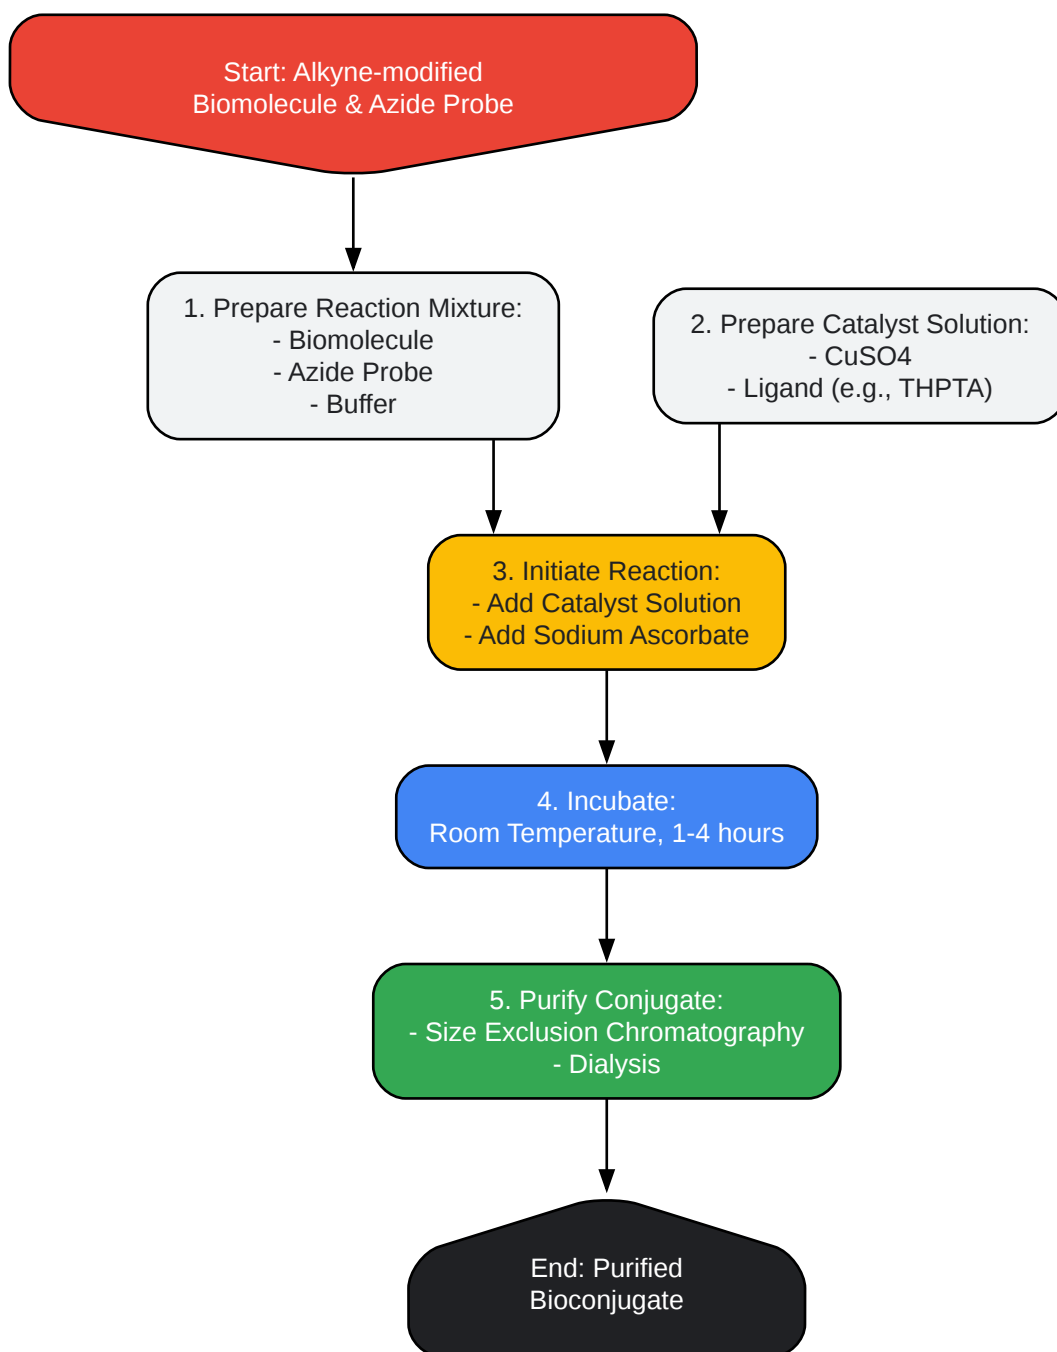 Start: Alkyne-modified
Biomolecule & Azide Probe
1. Prepare Reaction Mixture:
- Biomolecule
- Azide Probe
- Buffer
2. Prepare Catalyst Solution:
- CuSO4
- Ligand (e.g., THPTA)
3. Initiate Reaction:
- Add Catalyst Solution
- Add Sodium Ascorbate
4. Incubate:
Room Temperature, 1-4 hours
5. Purify Conjugate:
- Size Exclusion Chromatography
- Dialysis
End: Purified
Bioconjugate